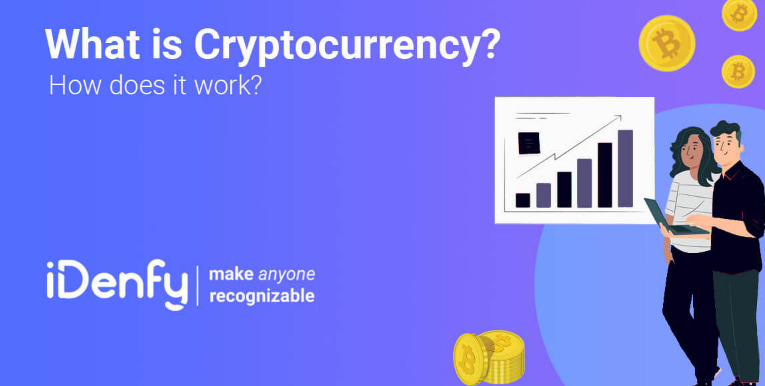 What is Cryptocurrency?
How does it work?
iDenfy
make anyone
recognizable